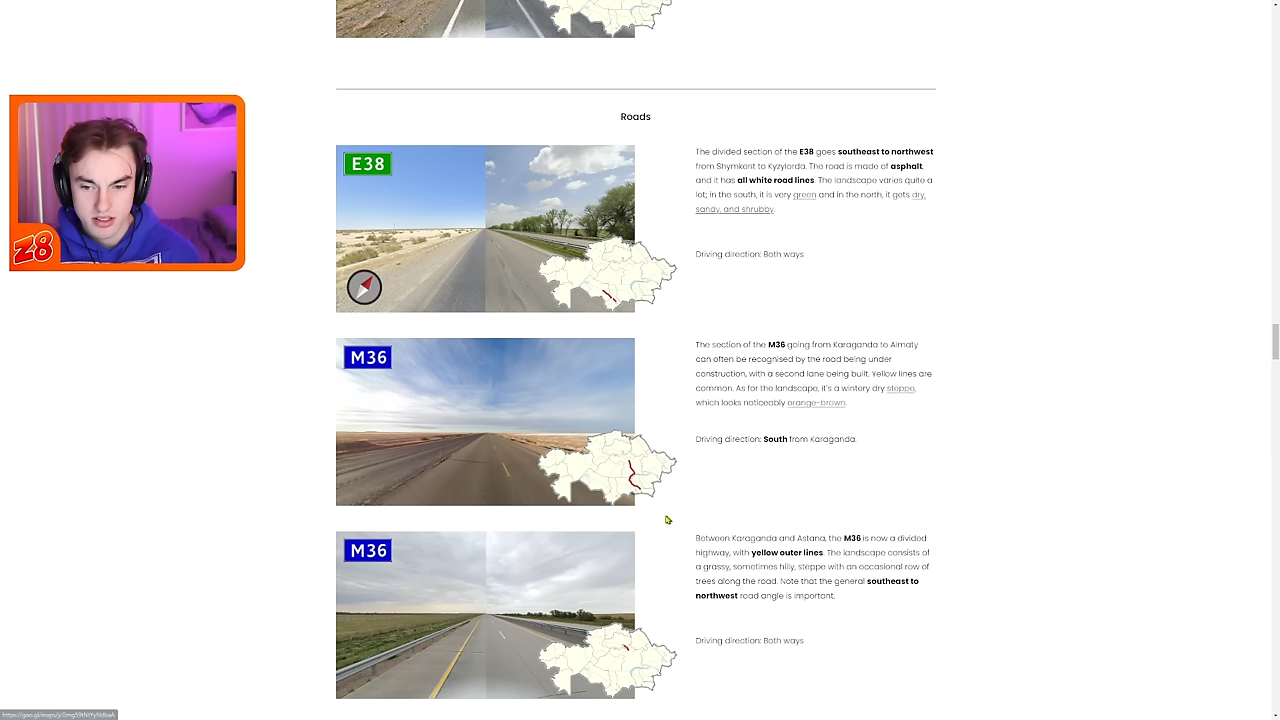 Roads
E38
The divided section of the E38 goes southeast to northwest
from Shymkent to Kyzylorda. The road is made of asphalt,
and it has all white road lines. The landscape varies quite a
lot; in the south, it is very green and in the north, it gets dry,
sandy, and shrubby.
Driving direction: Both ways
z8
M36
The section of the M36 going from Karaganda to Almaty
can often be recognised by the road being under
construction, with a second lane being built. Yellow lines are
common. As for the landscape, it's a wintery dry steppe,
which looks noticeably orange-brown.
Driving direction: South from Karaganda.
M36
Between Karaganda and Astana, the M36 is now a divided
highway, with yellow outer lines. The landscape consists of
a grassy, sometimes hilly, steppe with an occasional row of
trees along the road. Note that the general southeast to
northwest road angle is important.
Driving direction: Both ways